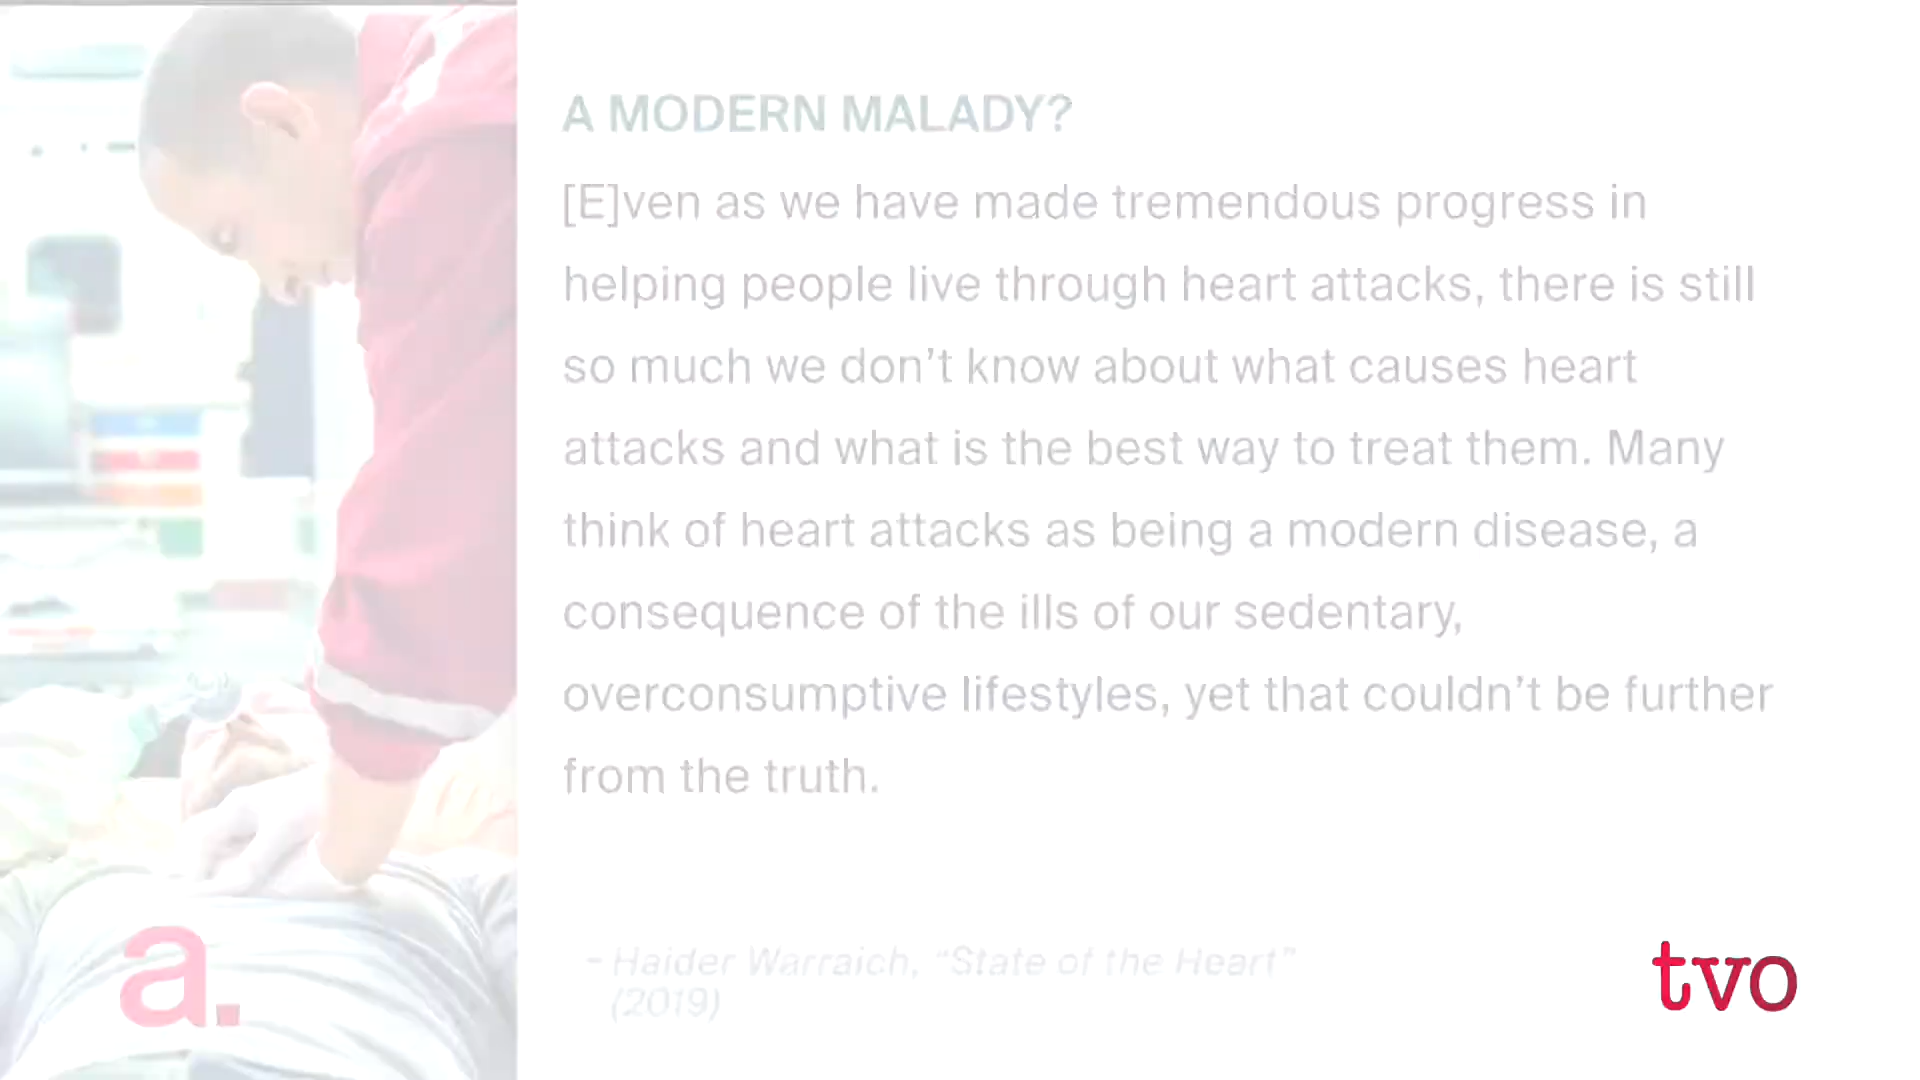 A MODERN MALADY?
[E]ven as we have made tremendous progress in
helping people live through heart attacks, there is still
so much we don’t know about what causes heart
attacks and what is the best way to treat them. Many
think of heart attacks as being a modern disease, a
consequence of the ills of our sedentary,
overconsumptive lifestyles, yet that couldn’t be further
from the truth.
– Haider Warraich, “State of the Heart”
(2019)
a.
tvo